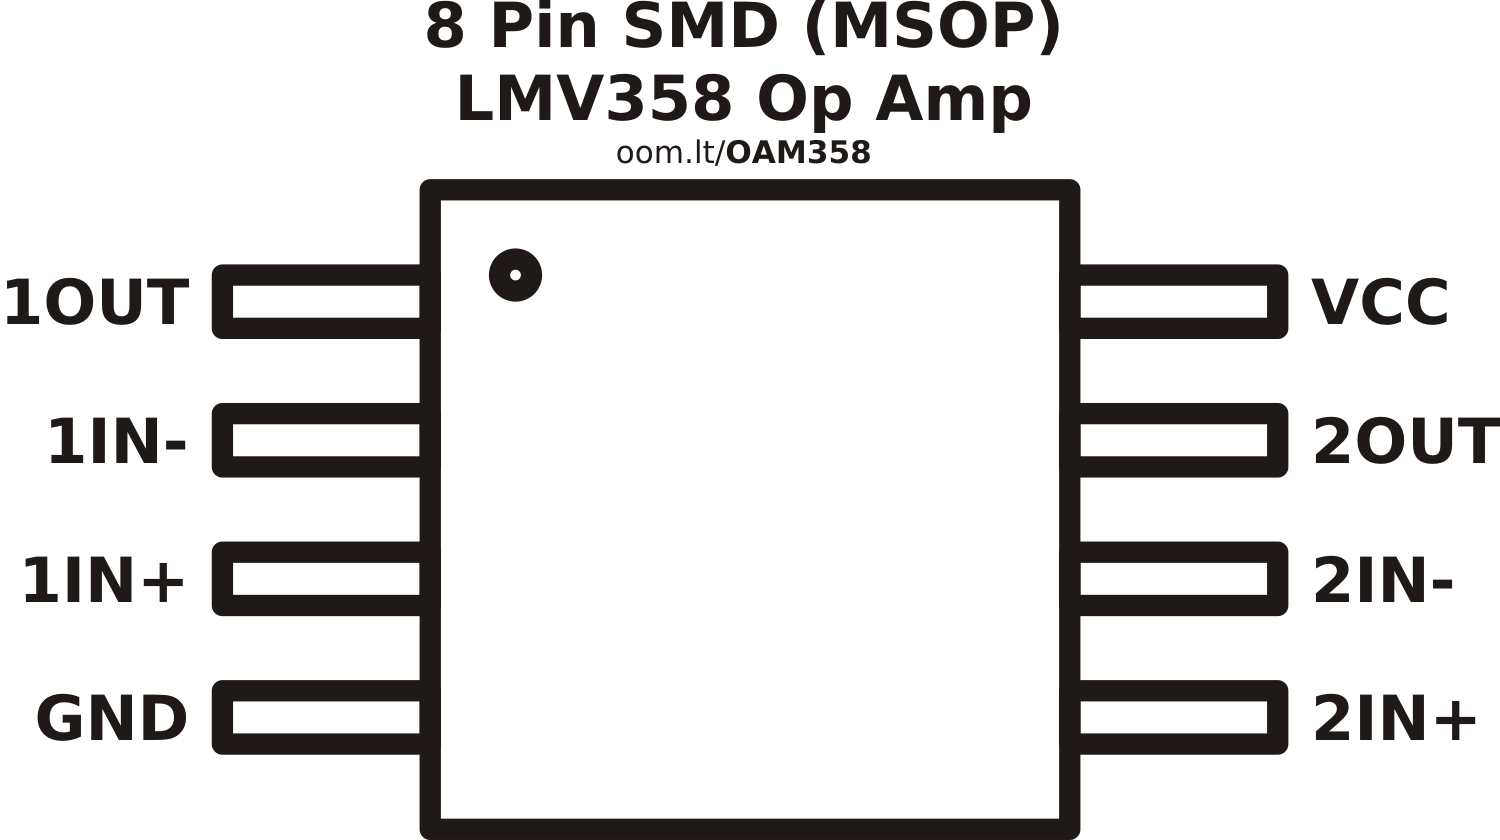 8 Pin SMD (MSOP)
LMV358 Op Amp
oom.lt/OAM358
1OUT
VCC
1IN-
2OUT
1IN+
2IN-
GND
2IN+